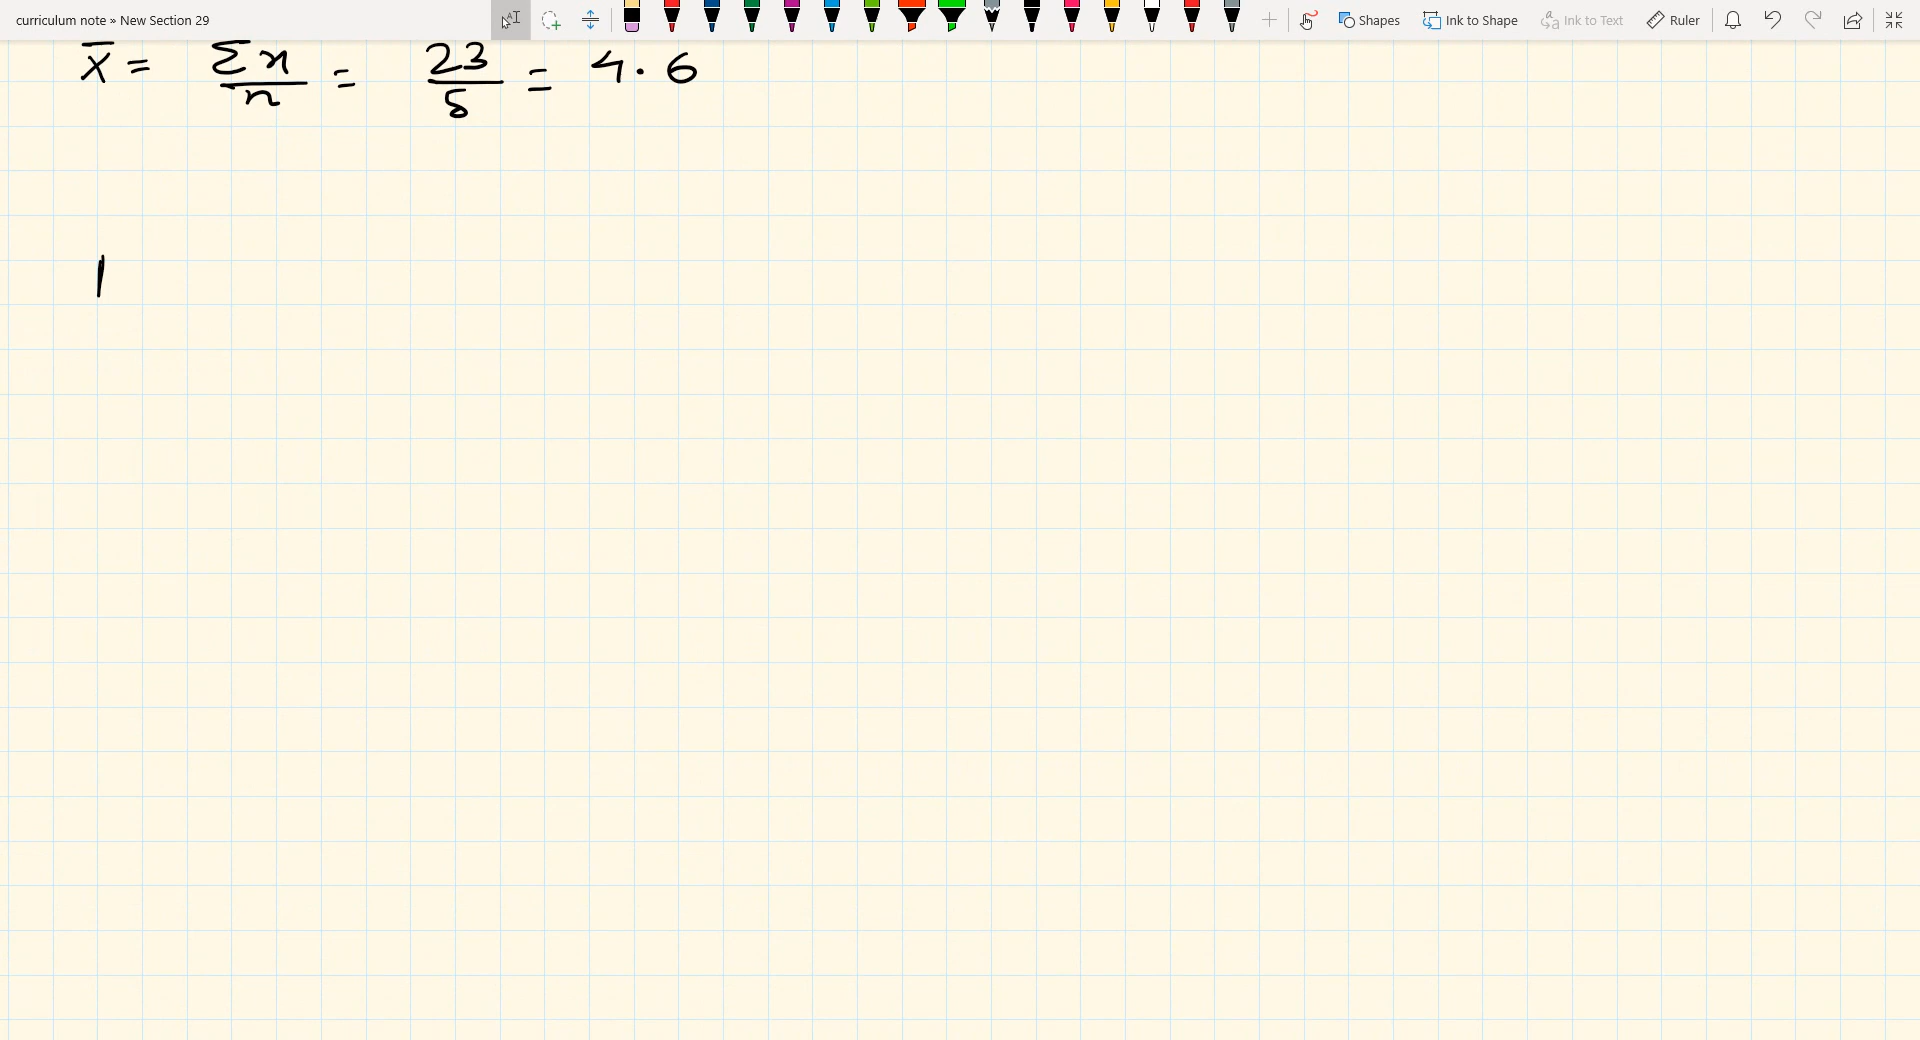 curriculum note » New Section 29 Shapes Ink to Shape Ink to Text Ruler
x̄ = Σx/n = 23/5 = 4.6
1